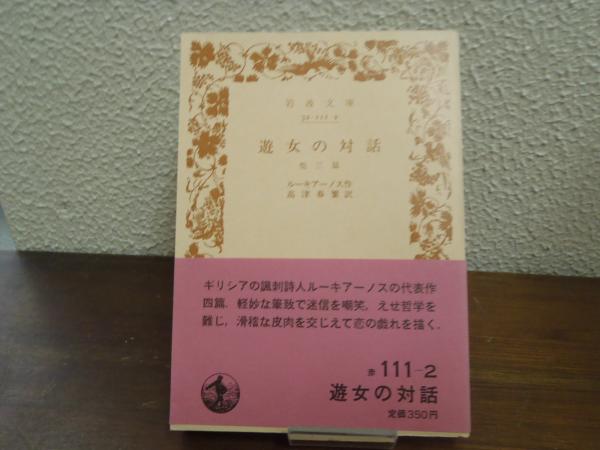 岩波文庫
32-111-2
遊女の対話
他三篇
ルーキアーノス作
高津春繁訳
ギリシアの諷刺詩人ルーキアーノスの代表作
四篇.軽妙な筆致で迷信を嘲笑,えせ哲学を
難じ,滑稽な皮肉を交じえて恋の戯れを描く.
赤 111-2
遊女の対話
定価350円